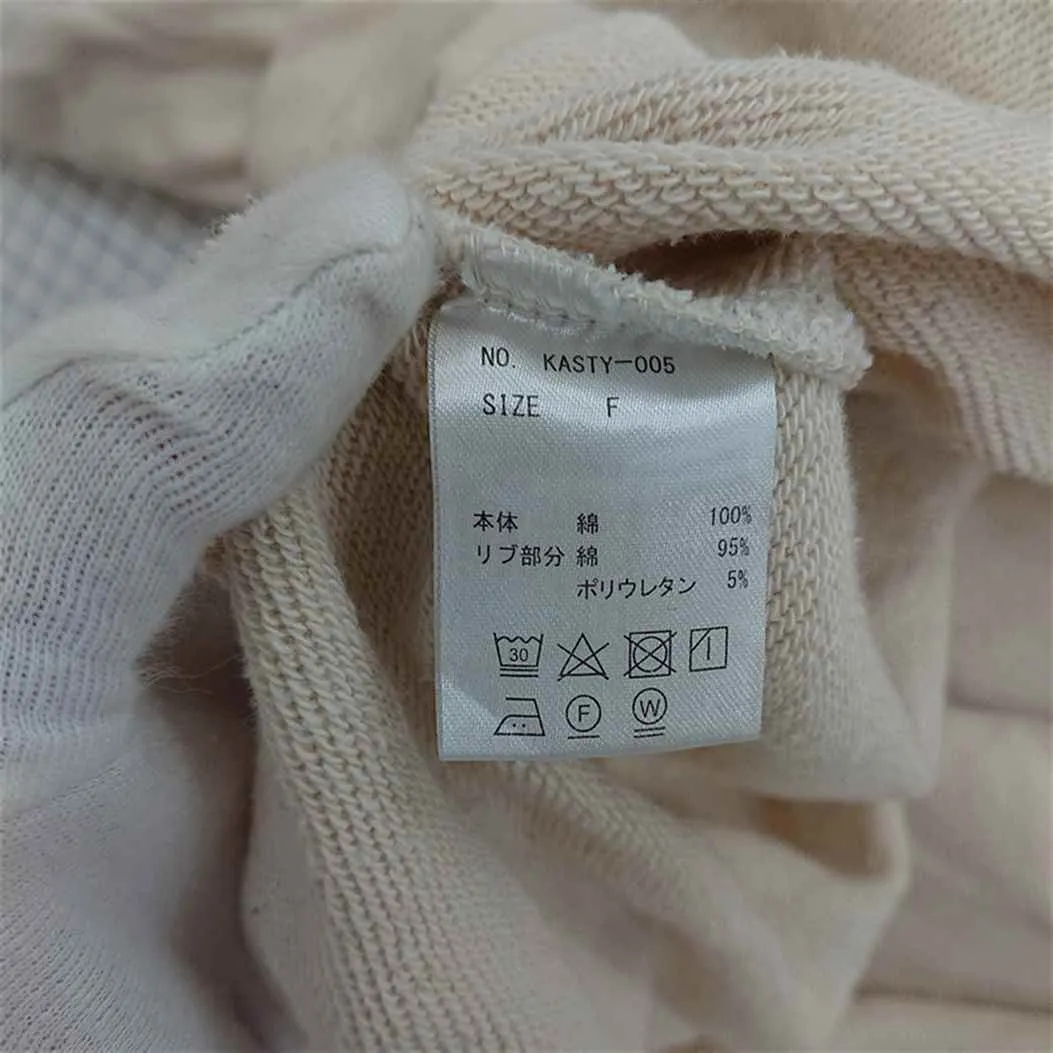 NO. KASTY-005
SIZE F
本体 綿 100%
リブ部分 綿 95%
ポリウレタン 5%
30
F W